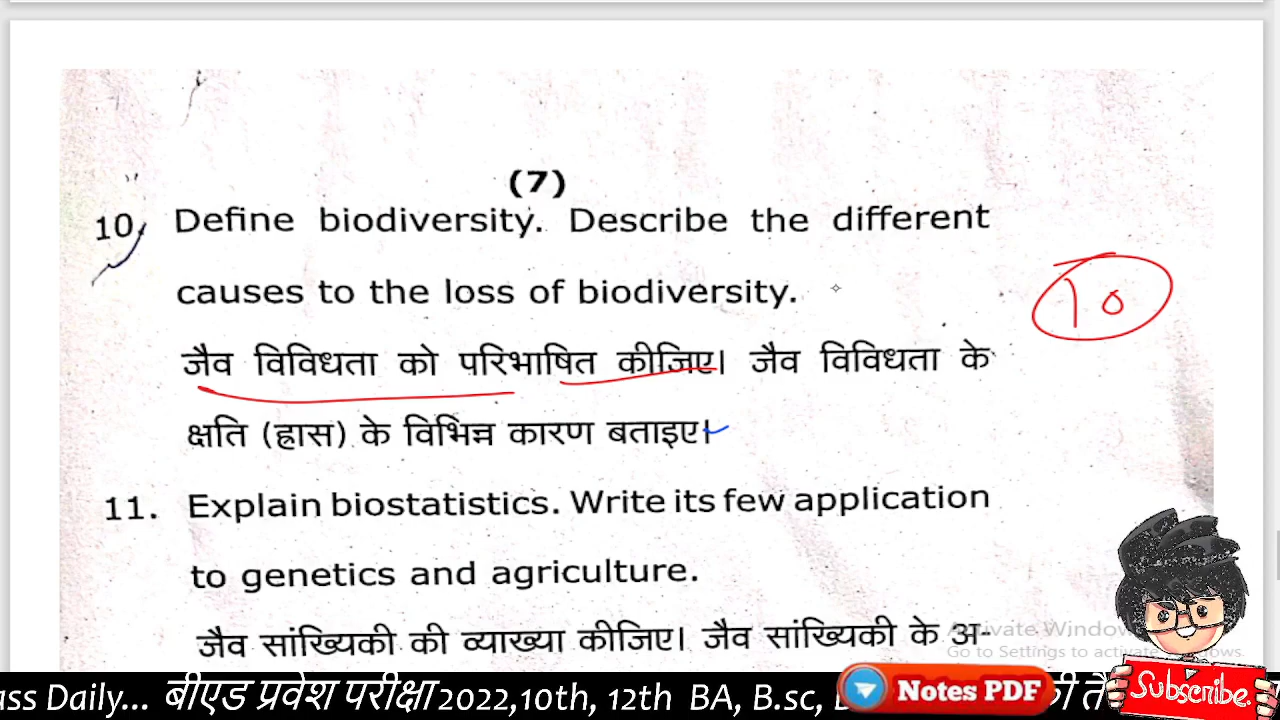 (7)
10, Define biodiversity. Describe the different
causes to the loss of biodiversity.
10
जैव विविधता को परिभाषित कीजिए। जैव विविधता के
क्षति (ह्रास) के विभिन्न कारण बताइए।
11. Explain biostatistics. Write its few application
to genetics and agriculture.
जैव सांख्यिकी की व्याख्या कीजिए। जैव सांख्यिकी के अ-
Activate Window
Go to Settings to activate Windows.
ass Daily... बीएड प्रवेश परीक्षा 2022,10th, 12th BA, B.sc,
Notes PDF
Subscribe.